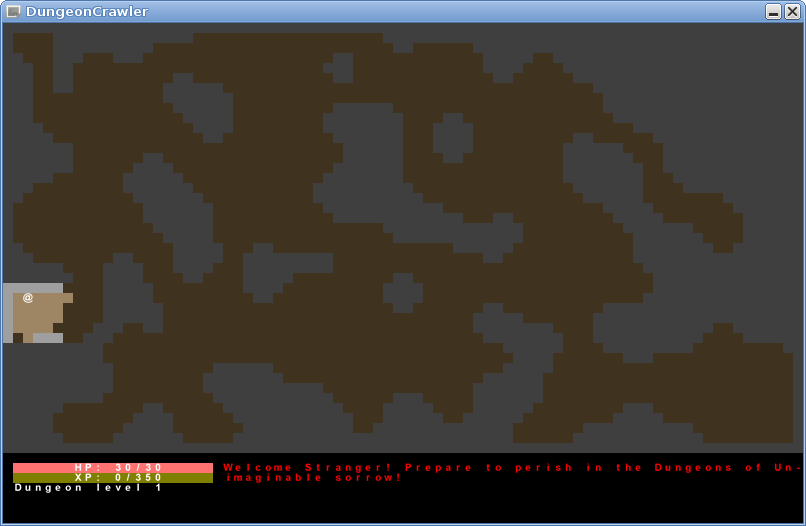 DungeonCrawler
@
HP: 30/30
Welcome Stranger! Prepare to perish in the Dungeons of Un-
XP: 0/350
imaginable sorrow!
Dungeon level 1